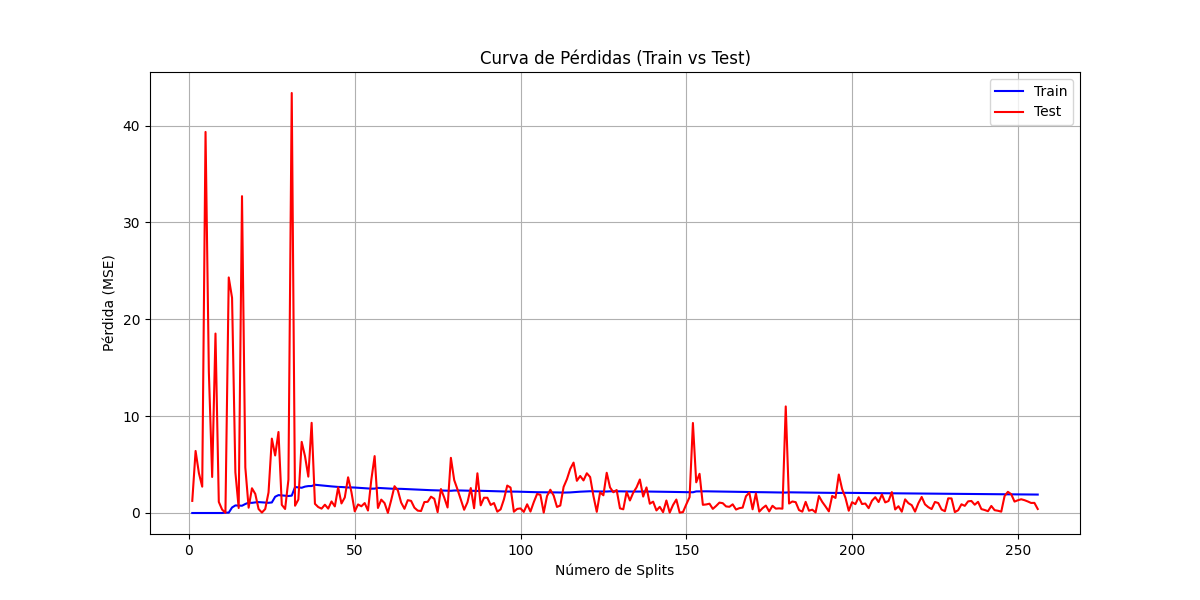 Curva de Pérdidas (Train vs Test)
Train
Test
Pérdida (MSE)
40
30
20
10
0
0 50 100 150 200 250
Número de Splits